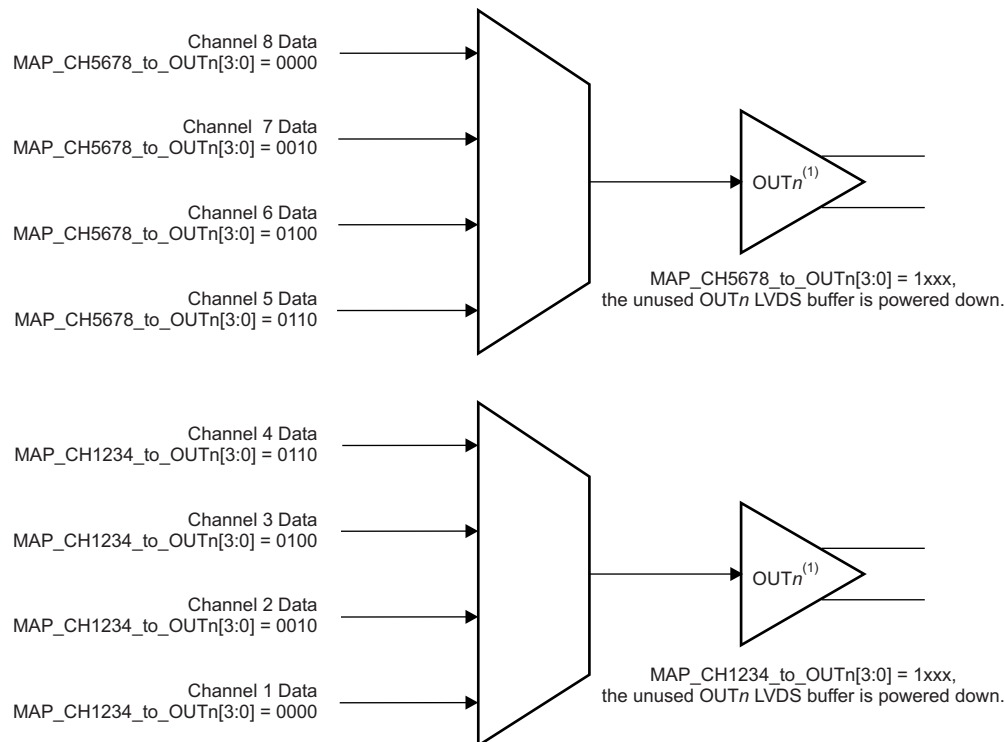 Channel 8 Data
MAP_CH5678_to_OUTn[3:0] = 0000
Channel 7 Data
MAP_CH5678_to_OUTn[3:0] = 0010
Channel 6 Data
MAP_CH5678_to_OUTn[3:0] = 0100
Channel 5 Data
MAP_CH5678_to_OUTn[3:0] = 0110
OUTn(1)
MAP_CH5678_to_OUTn[3:0] = 1xxx,
the unused OUTn LVDS buffer is powered down.
Channel 4 Data
MAP_CH1234_to_OUTn[3:0] = 0110
Channel 3 Data
MAP_CH1234_to_OUTn[3:0] = 0100
Channel 2 Data
MAP_CH1234_to_OUTn[3:0] = 0010
Channel 1 Data
MAP_CH1234_to_OUTn[3:0] = 0000
OUTn(1)
MAP_CH1234_to_OUTn[3:0] = 1xxx,
the unused OUTn LVDS buffer is powered down.